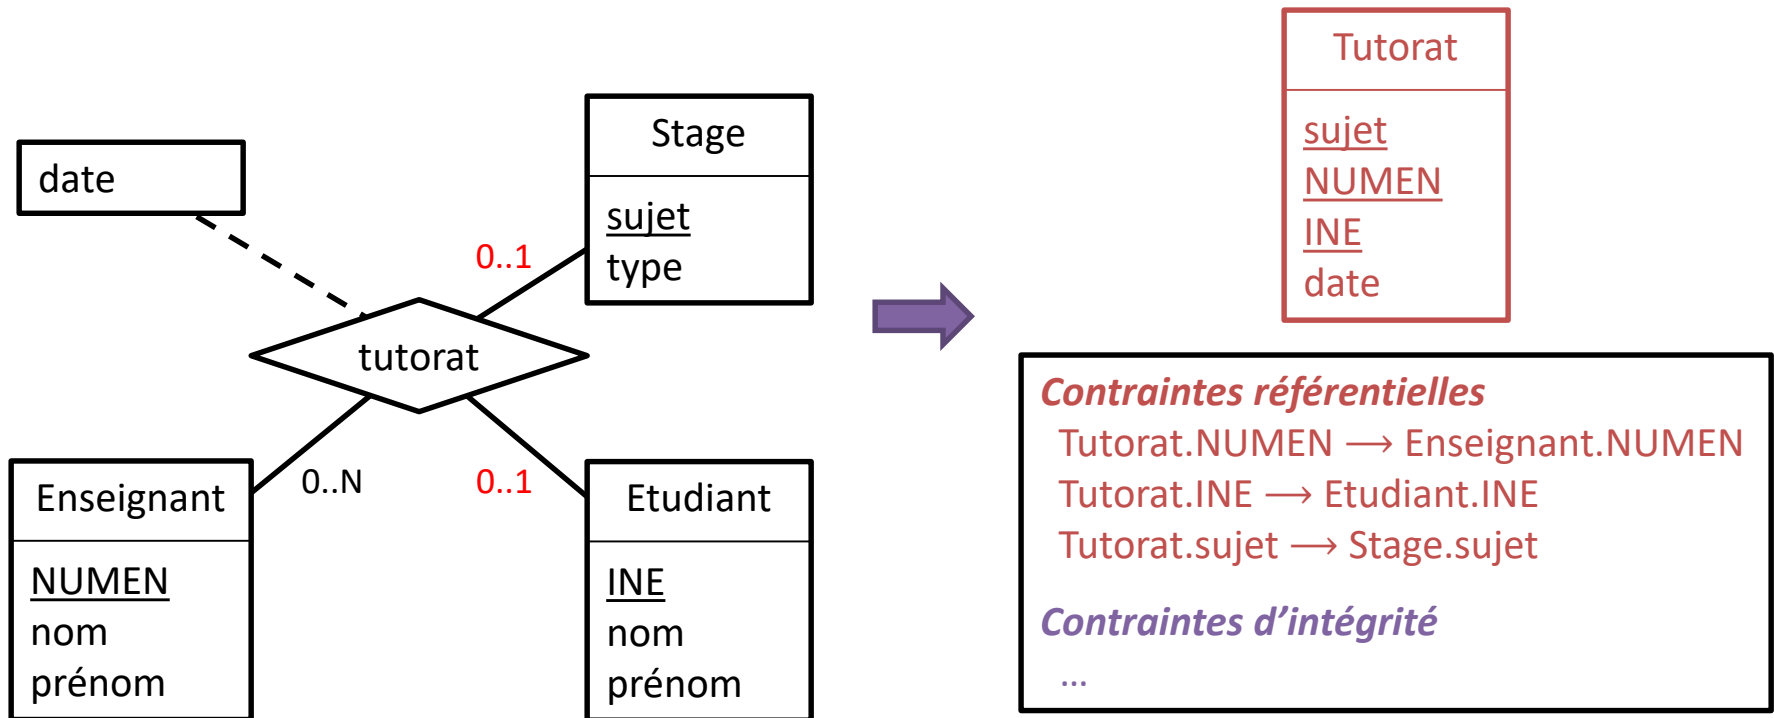 date
Stage
sujet
type
0..1
tutorat
0..N
0..1
Enseignant
NUMEN
nom
prénom
Etudiant
INE
nom
prénom
Tutorat
sujet
NUMEN
INE
date
Contraintes référentielles
Tutorat.NUMEN → Enseignant.NUMEN
Tutorat.INE → Etudiant.INE
Tutorat.sujet → Stage.sujet
Contraintes d’intégrité
...